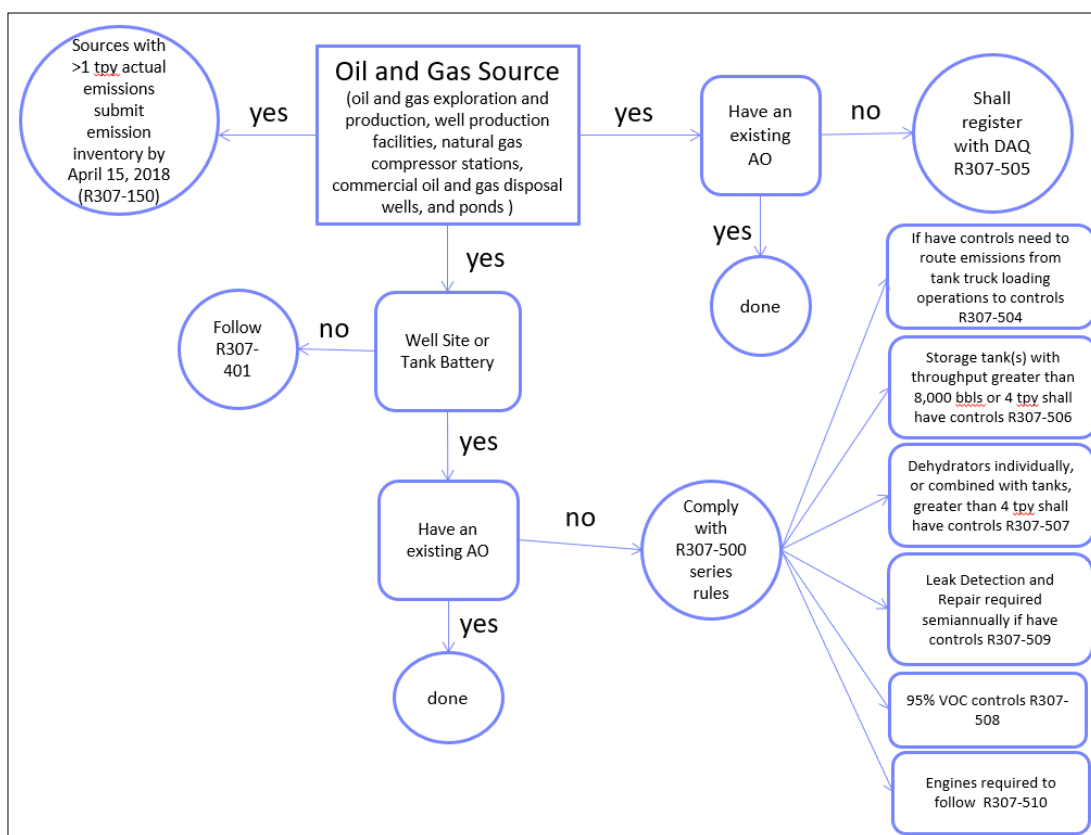 Sources with
>1 tpy actual
emissions
submit
emission
inventory by
April 15, 2018
(R307-150)
yes
Oil and Gas Source
(oil and gas exploration and
production, well production
facilities, natural gas
compressor stations,
commercial oil and gas disposal
wells, and ponds )
yes
Have an
existing
AO
no
Shall
register
with DAQ
R307-505
yes
done
yes
Well Site or
Tank Battery
no
Follow
R307-
401
yes
Have an
existing AO
yes
done
no
Comply
with
R307-500
series
rules
If have controls need to
route emissions from
tank truck loading
operations to controls
R307-504
Storage tank(s) with
throughput greater than
8,000 bbls or 4 tpy shall
have controls R307-506
Dehydrators individually,
or combined with tanks,
greater than 4 tpy shall
have controls R307-507
Leak Detection and
Repair required
semiannually if have
controls R307-509
95% VOC controls R307-
508
Engines required to
follow  R307-510